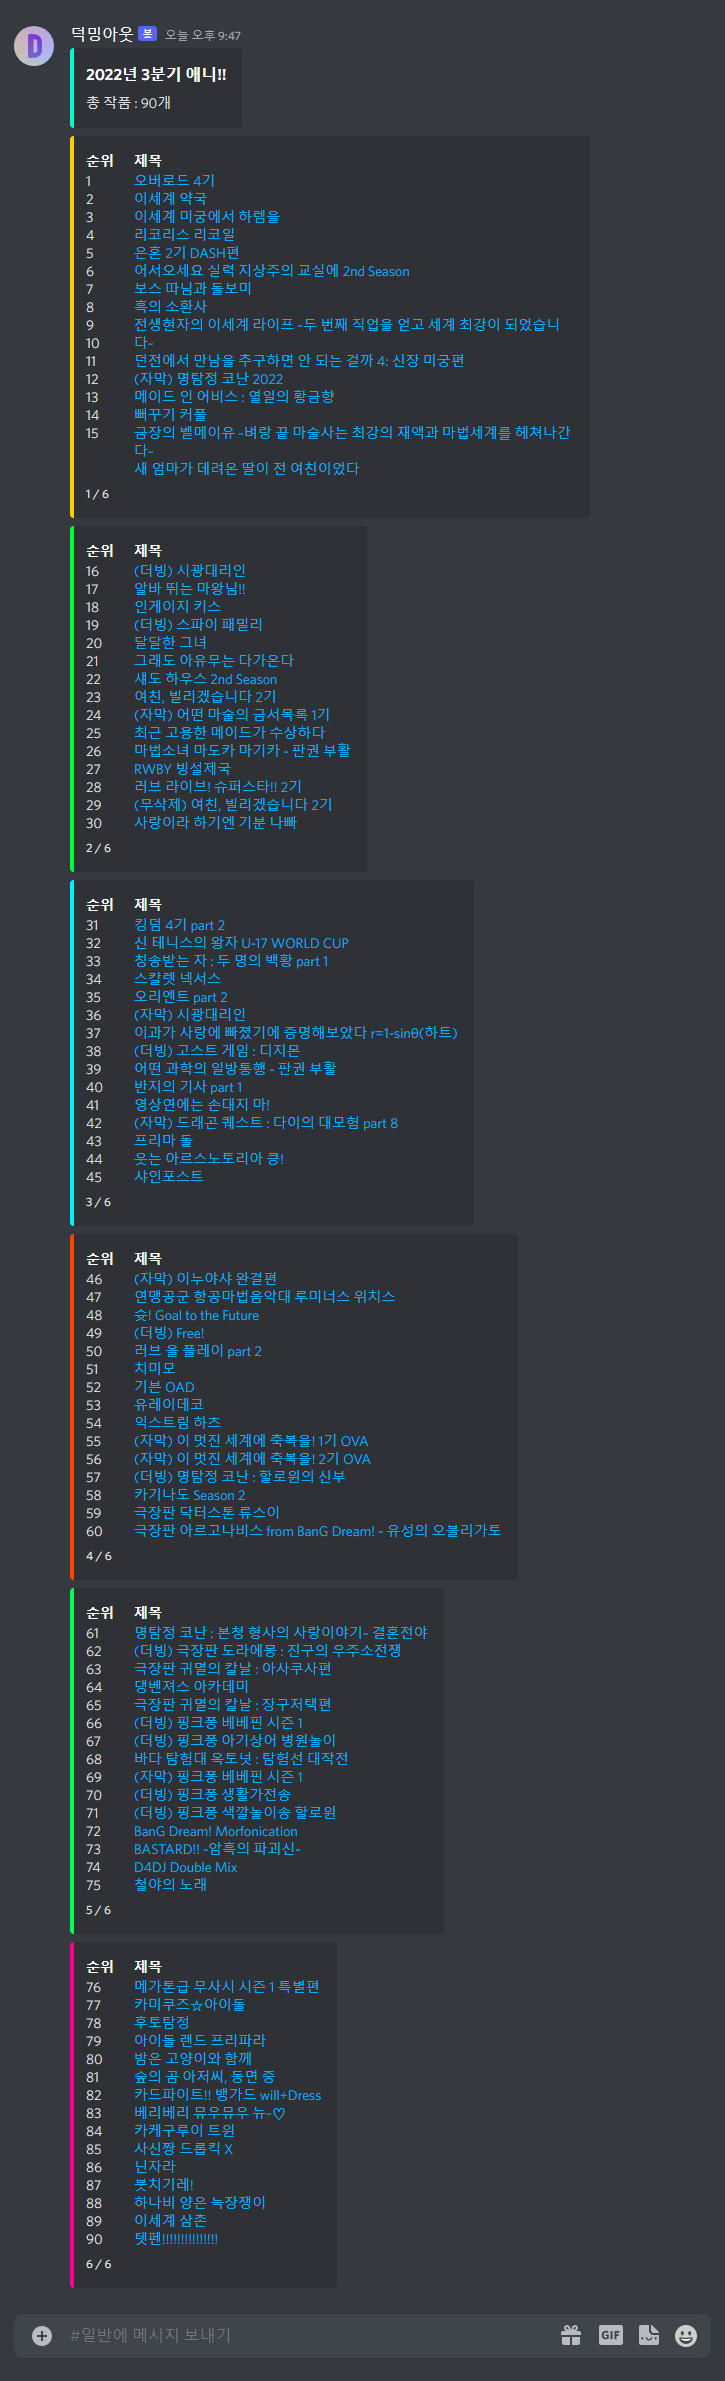 덕밍아웃 봇 오늘 오후 9:47
2022년 3분기 애니!!
총 작품 : 90개
순위 제목
1 오버로드 4기
2 이세계 약국
3 이세계 미궁에서 하렘을
4 리코리스 리코일
5 은혼 2기 DASH편
6 어서오세요 실력 지상주의 교실에 2nd Season
7 보스 따님과 돌보미
8 흑의 소환사
9 전생현자의 이세계 라이프 ~두 번째 직업을 얻고 세계 최강이 되었습니
10 다~
11 던전에서 만남을 추구하면 안 되는 걸까 4: 신장 미궁편
12 (자막) 명탐정 코난 2022
13 메이드 인 어비스 : 열일의 황금향
14 뻐꾸기 커플
15 금장의 벨메이유 ~벼랑 끝 마술사는 최강의 재액과 마법세계를 헤쳐나간
다~
새 엄마가 데려온 딸이 전 여친이었다
1 / 6
순위 제목
16 (더빙) 시광대리인
17 알바 뛰는 마왕님!!
18 인게이지 키스
19 (더빙) 스파이 패밀리
20 달달한 그녀
21 그래도 아유무는 다가온다
22 섀도 하우스 2nd Season
23 여친, 빌리겠습니다 2기
24 (자막) 어떤 마술의 금서목록 1기
25 최근 고용한 메이드가 수상하다
26 마법소녀 마도카 마기카 - 판권 부활
27 RWBY 빙설제국
28 러브 라이브! 슈퍼스타!! 2기
29 (무삭제) 여친, 빌리겠습니다 2기
30 사랑이라 하기엔 기분 나빠
2 / 6
순위 제목
31 킹덤 4기 part 2
32 신 테니스의 왕자 U-17 WORLD CUP
33 칭송받는 자 : 두 명의 백황 part 1
34 스칼렛 넥서스
35 오리엔트 part 2
36 (자막) 시광대리인
37 이과가 사랑에 빠졌기에 증명해보았다 r=1-sinθ(하트)
38 (더빙) 고스트 게임 : 디지몬
39 어떤 과학의 일방통행 - 판권 부활
40 반지의 기사 part 1
41 영상연에는 손대지 마!
42 (자막) 드래곤 퀘스트 : 다이의 대모험 part 8
43 프리마 돌
44 웃는 아르스노토리아 쿵!
45 샤인포스트
3 / 6
순위 제목
46 (자막) 이누야샤 완결편
47 연맹공군 항공마법음악대 루미너스 위치스
48 슛! Goal to the Future
49 (더빙) Free!
50 러브 올 플레이 part 2
51 치미모
52 기븐 OAD
53 유레이데코
54 익스트림 하츠
55 (자막) 이 멋진 세계에 축복을! 1기 OVA
56 (자막) 이 멋진 세계에 축복을! 2기 OVA
57 (더빙) 명탐정 코난 : 할로윈의 신부
58 카기나도 Season 2
59 극장판 닥터스톤 류스이
60 극장판 아르고나비스 from BanG Dream! - 유성의 오블리가토
4 / 6
순위 제목
61 명탐정 코난 : 본청 형사의 사랑이야기~ 결혼전야
62 (더빙) 극장판 도라에몽 : 진구의 우주소전쟁
63 극장판 귀멸의 칼날 : 아사쿠사편
64 댕벤져스 아카데미
65 극장판 귀멸의 칼날 : 장구저택편
66 (더빙) 핑크퐁 베베핀 시즌 1
67 (더빙) 핑크퐁 아기상어 병원놀이
68 바다 탐험대 옥토넛 : 탐험선 대작전
69 (자막) 핑크퐁 베베핀 시즌 1
70 (더빙) 핑크퐁 생활가전송
71 (더빙) 핑크퐁 색깔놀이송 할로윈
72 BanG Dream! Morfonication
73 BASTARD!! -암흑의 파괴신-
74 D4DJ Double Mix
75 철야의 노래
5 / 6
순위 제목
76 메가톤급 무사시 시즌 1 특별편
77 카미쿠즈☆아이돌
78 후토탐정
79 아이돌 랜드 프리파라
80 밤은 고양이와 함께
81 숲의 곰 아저씨, 동면 중
82 카드파이트!! 뱅가드 will+Dress
83 베리베리 뮤우뮤우 뉴~♡
84 카케구루이 트윈
85 사신짱 드롭킥 X
86 닌자라
87 붓치기레!
88 하나비 양은 늑장쟁이
89 이세계 삼촌
90 텟펜!!!!!!!!!!!!!!!
6 / 6
#일반에 메시지 보내기 GIF